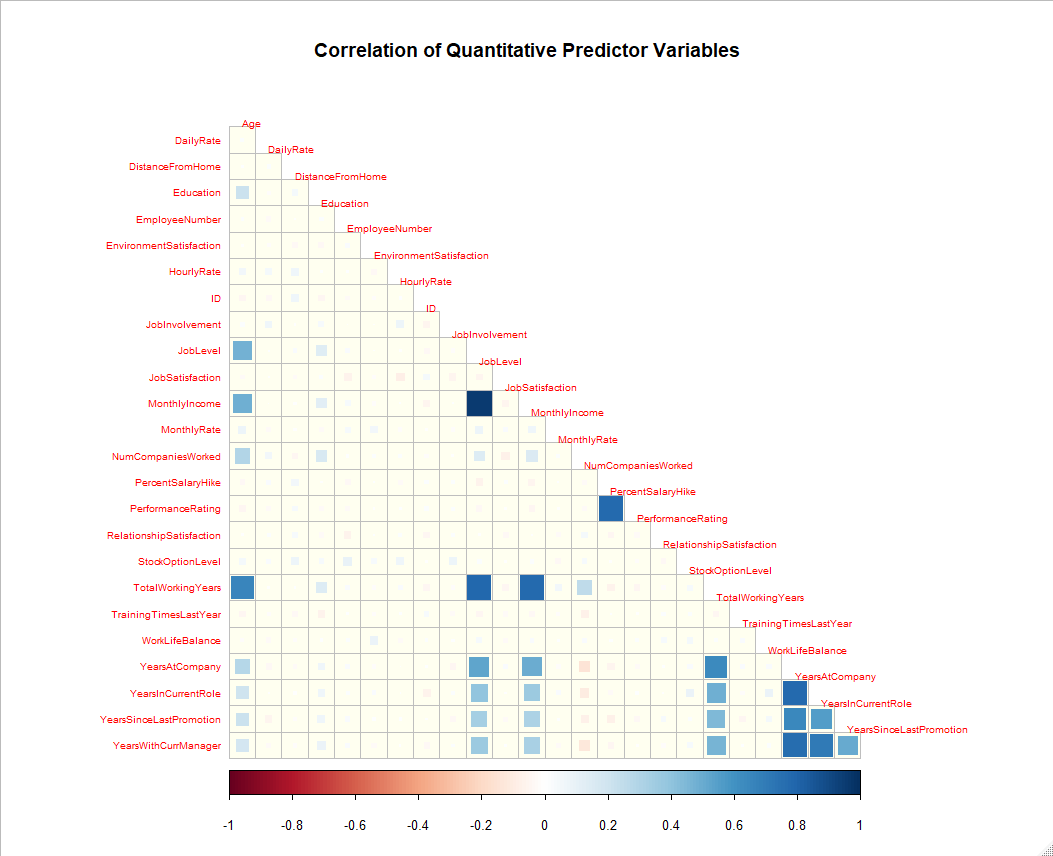 Correlation of Quantitative Predictor Variables
Age
DailyRate
DailyRate
DistanceFromHome
DistanceFromHome
Education
Education
EmployeeNumber
EmployeeNumber
EnvironmentSatisfaction
EnvironmentSatisfaction
HourlyRate
HourlyRate
ID
ID
JobInvolvement
JobInvolvement
JobLevel
JobLevel
JobSatisfaction
JobSatisfaction
MonthlyIncome
MonthlyIncome
MonthlyRate
MonthlyRate
NumCompaniesWorked
NumCompaniesWorked
PercentSalaryHike
PercentSalaryHike
PerformanceRating
PerformanceRating
RelationshipSatisfaction
RelationshipSatisfaction
StockOptionLevel
StockOptionLevel
TotalWorkingYears
TotalWorkingYears
TrainingTimesLastYear
TrainingTimesLastYear
WorkLifeBalance
WorkLifeBalance
YearsAtCompany
YearsAtCompany
YearsInCurrentRole
YearsInCurrentRole
YearsSinceLastPromotion
YearsSinceLastPromotion
YearsWithCurrManager
-1 -0.8 -0.6 -0.4 -0.2 0 0.2 0.4 0.6 0.8 1